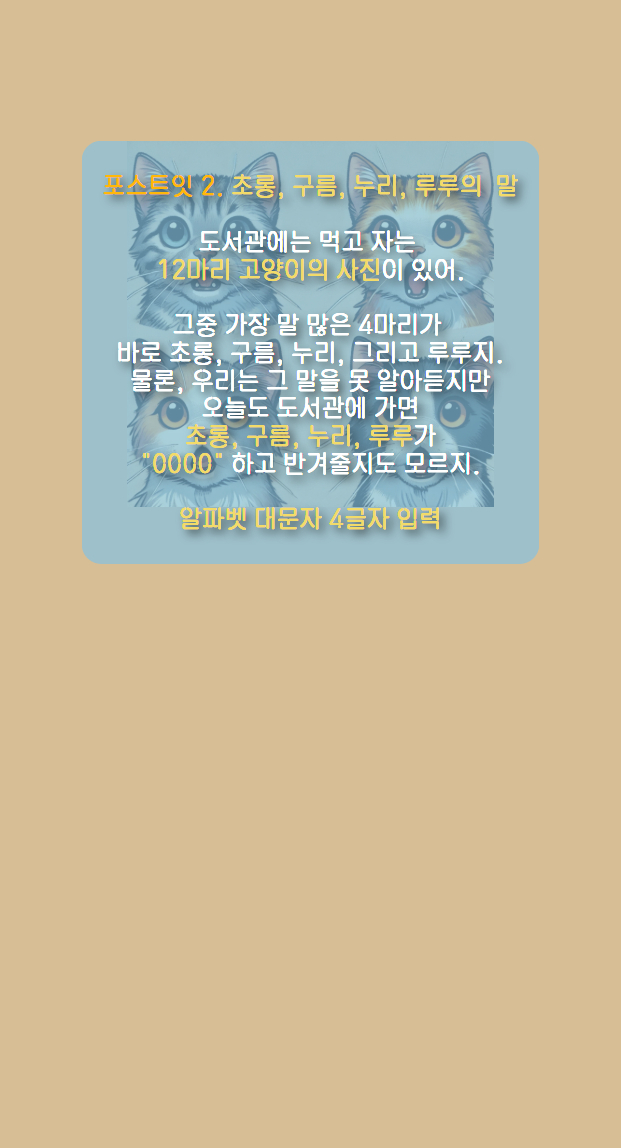 포스트잇 2. 초롱, 구름, 누리, 루루의 말
도서관에는 먹고 자는
12마리 고양이의 사진이 있어.
그중 가장 말 많은 4마리가
바로 초롱, 구름, 누리, 그리고 루루지.
물론, 우리는 그 말을 못 알아듣지만
오늘도 도서관에 가면
초롱, 구름, 누리, 루루가
"0000" 하고 반겨줄지도 모르지.
알파벳 대문자 4글자 입력